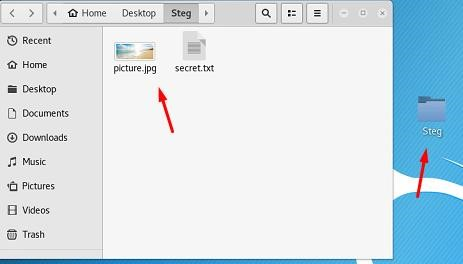 Home Desktop Steg
Recent
Home
Desktop
Documents
Downloads
Music
Pictures
Videos
Trash
picture.jpg secret.txt
Steg